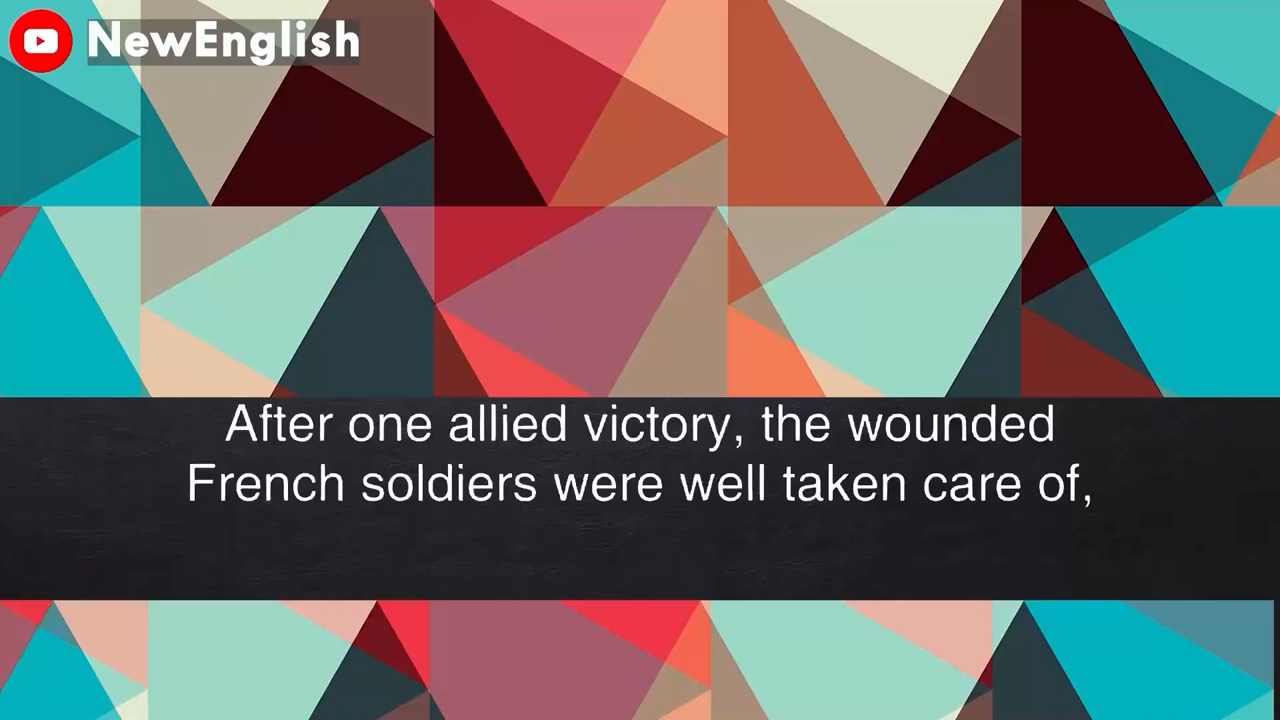 NewEnglish
After one allied victory, the wounded
French soldiers were well taken care of,